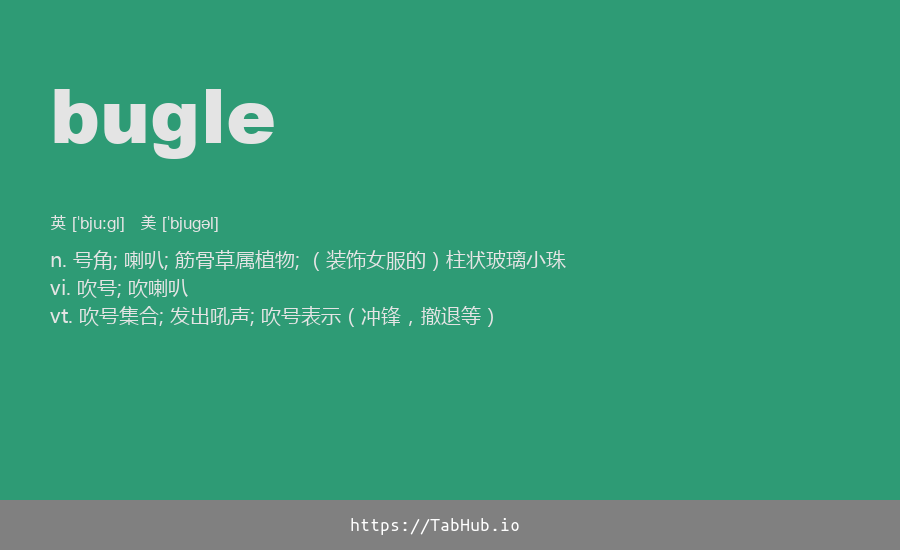 bugle
英 [ˈbju:gl] 美 [ˈbjugəl]
n. 号角; 喇叭; 筋骨草属植物; （装饰女服的）柱状玻璃小珠
vi. 吹号; 吹喇叭
vt. 吹号集合; 发出吼声; 吹号表示（冲锋，撤退等）
https://TabHub.io